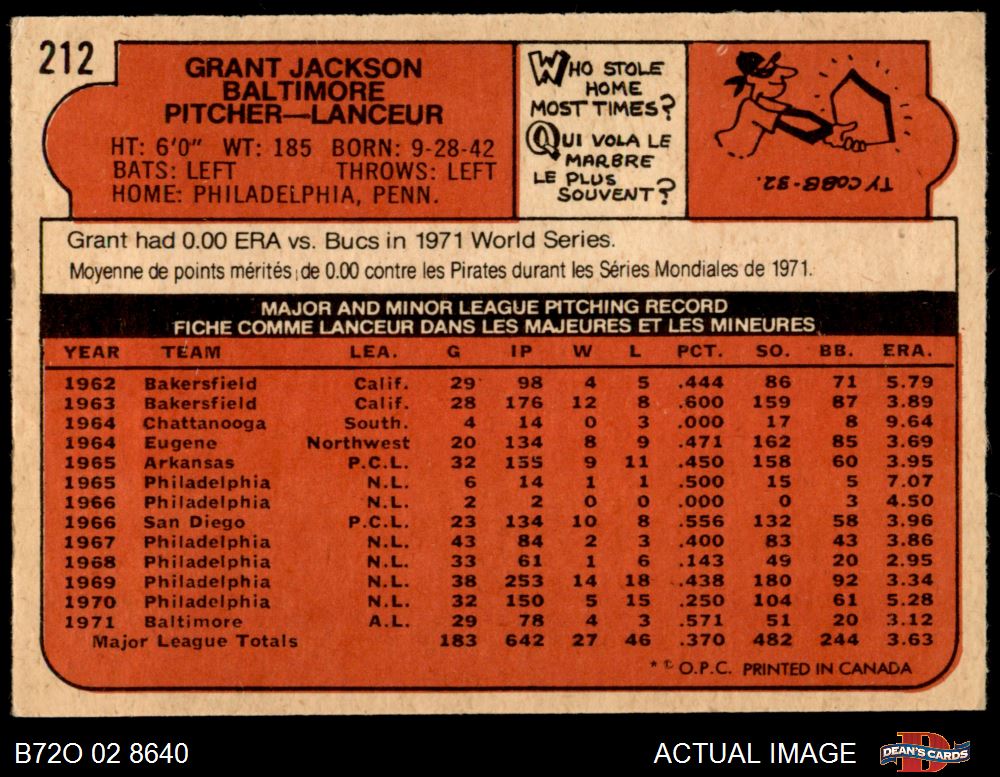 212
GRANT JACKSON
BALTIMORE
PITCHER—LANCEUR
HT: 6'0" WT: 185 BORN: 9-28-42
BATS: LEFT THROWS: LEFT
HOME: PHILADELPHIA, PENN.
WHO STOLE
HOME
MOST TIMES?
QUI VOLA LE
MARBRE
LE PLUS
SOUVENT?
TY COBB-32.
Grant had 0.00 ERA vs. Bucs in 1971 World Series.
Moyenne de points mérités de 0.00 contre les Pirates durant les Séries Mondiales de 1971.
MAJOR AND MINOR LEAGUE PITCHING RECORD
FICHE COMME LANCEUR DANS LES MAJEURES ET LES MINEURES
YEAR TEAM LEA. G IP W L PCT. SO. BB. ERA.
1962 Bakersfield Calif. 29 98 4 5 .444 86 71 5.79
1963 Bakersfield Calif. 28 176 12 8 .600 159 87 3.89
1964 Chattanooga South. 4 14 0 3 .000 17 8 9.64
1964 Eugene Northwest 20 134 8 9 .471 162 85 3.69
1965 Arkansas P.C.L. 32 155 9 11 .450 158 60 3.95
1965 Philadelphia N.L. 6 14 1 1 .500 15 5 7.07
1966 Philadelphia N.L. 2 2 0 0 .000 0 3 4.50
1966 San Diego P.C.L. 23 134 10 8 .556 132 58 3.96
1967 Philadelphia N.L. 43 84 2 3 .400 83 43 3.86
1968 Philadelphia N.L. 33 61 1 6 .143 49 20 2.95
1969 Philadelphia N.L. 38 253 14 18 .438 180 92 3.34
1970 Philadelphia N.L. 32 150 5 15 .250 104 61 5.28
1971 Baltimore A.L. 29 78 4 3 .571 51 20 3.12
Major League Totals 183 642 27 46 .370 482 244 3.63
* © O.P.C. PRINTED IN CANADA
B72O 02 8640
ACTUAL IMAGE
DEAN'S CARDS